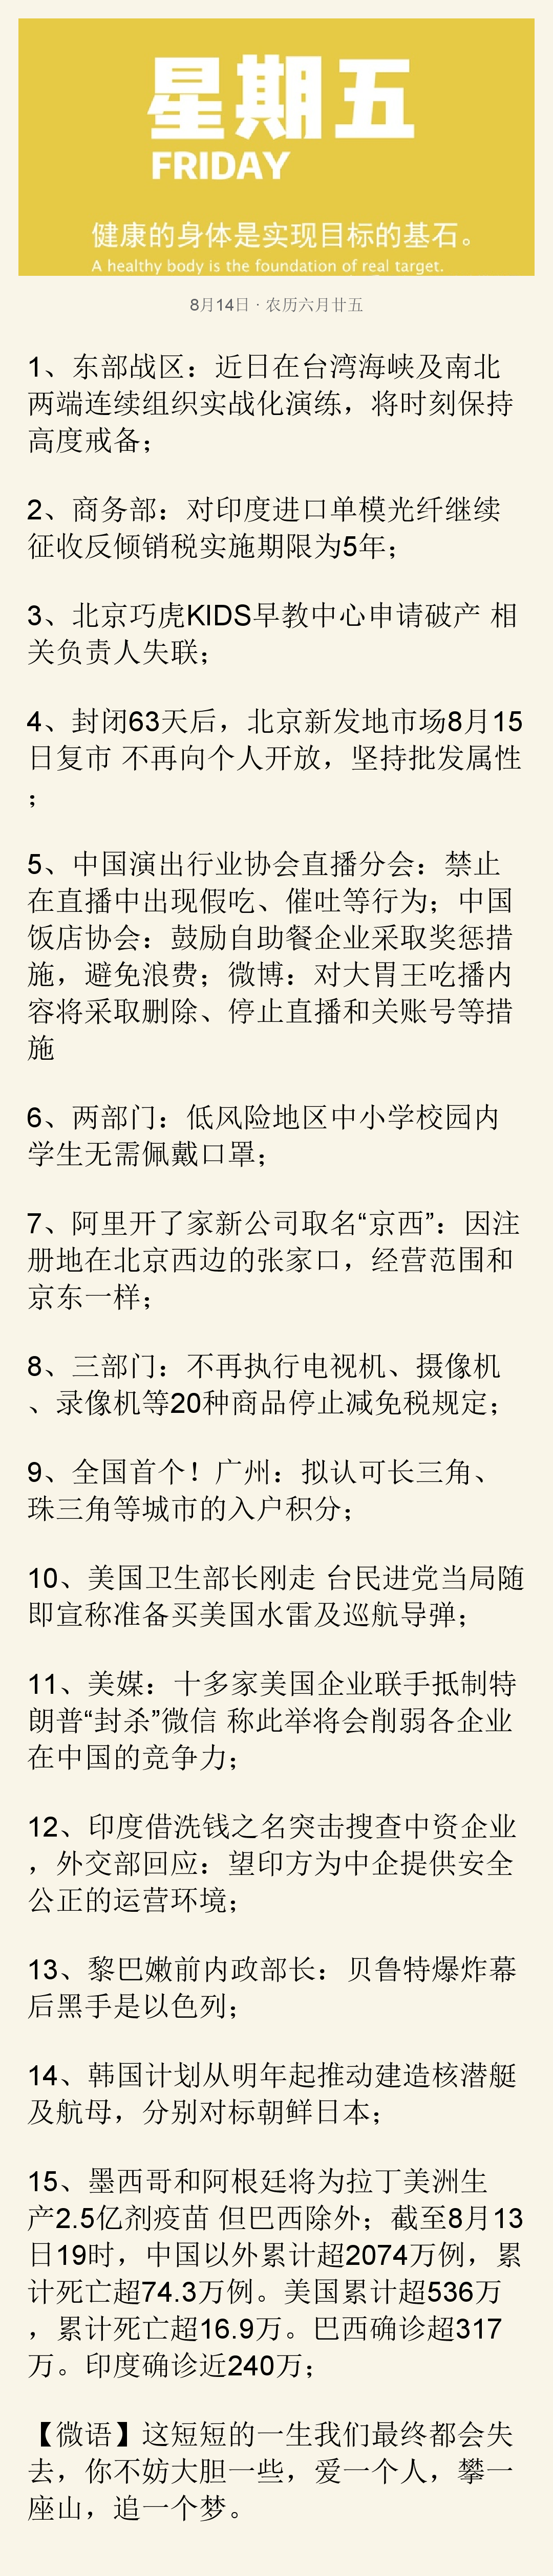 星期五
FRIDAY
健康的身体是实现目标的基石。
A healthy body is the foundation of real target.
8月14日 · 农历六月廿五
1、东部战区：近日在台湾海峡及南北
两端连续组织实战化演练，将时刻保持
高度戒备；
2、商务部：对印度进口单模光纤继续
征收反倾销税实施期限为5年；
3、北京巧虎KIDS早教中心申请破产 相
关负责人失联；
4、封闭63天后，北京新发地市场8月15
日复市 不再向个人开放，坚持批发属性
；
5、中国演出行业协会直播分会：禁止
在直播中出现假吃、催吐等行为；中国
饭店协会：鼓励自助餐企业采取奖惩措
施，避免浪费；微博：对大胃王吃播内
容将采取删除、停止直播和关账号等措
施
6、两部门：低风险地区中小学校园内
学生无需佩戴口罩；
7、阿里开了家新公司取名“京西”：因注
册地在北京西边的张家口，经营范围和
京东一样；
8、三部门：不再执行电视机、摄像机
、录像机等20种商品停止减免税规定；
9、全国首个！广州：拟认可长三角、
珠三角等城市的入户积分；
10、美国卫生部长刚走 台民进党当局随
即宣称准备买美国水雷及巡航导弹；
11、美媒：十多家美国企业联手抵制特
朗普“封杀”微信 称此举将会削弱各企业
在中国的竞争力；
12、印度借洗钱之名突击搜查中资企业
，外交部回应：望印方为中企提供安全
公正的运营环境；
13、黎巴嫩前内政部长：贝鲁特爆炸幕
后黑手是以色列；
14、韩国计划从明年起推动建造核潜艇
及航母，分别对标朝鲜日本；
15、墨西哥和阿根廷将为拉丁美洲生
产2.5亿剂疫苗 但巴西除外；截至8月13
日19时，中国以外累计超2074万例，累
计死亡超74.3万例。美国累计超536万
，累计死亡超16.9万。巴西确诊超317
万。印度确诊近240万；
【微语】这短短的一生我们最终都会失
去，你不妨大胆一些，爱一个人，攀一
座山，追一个梦。